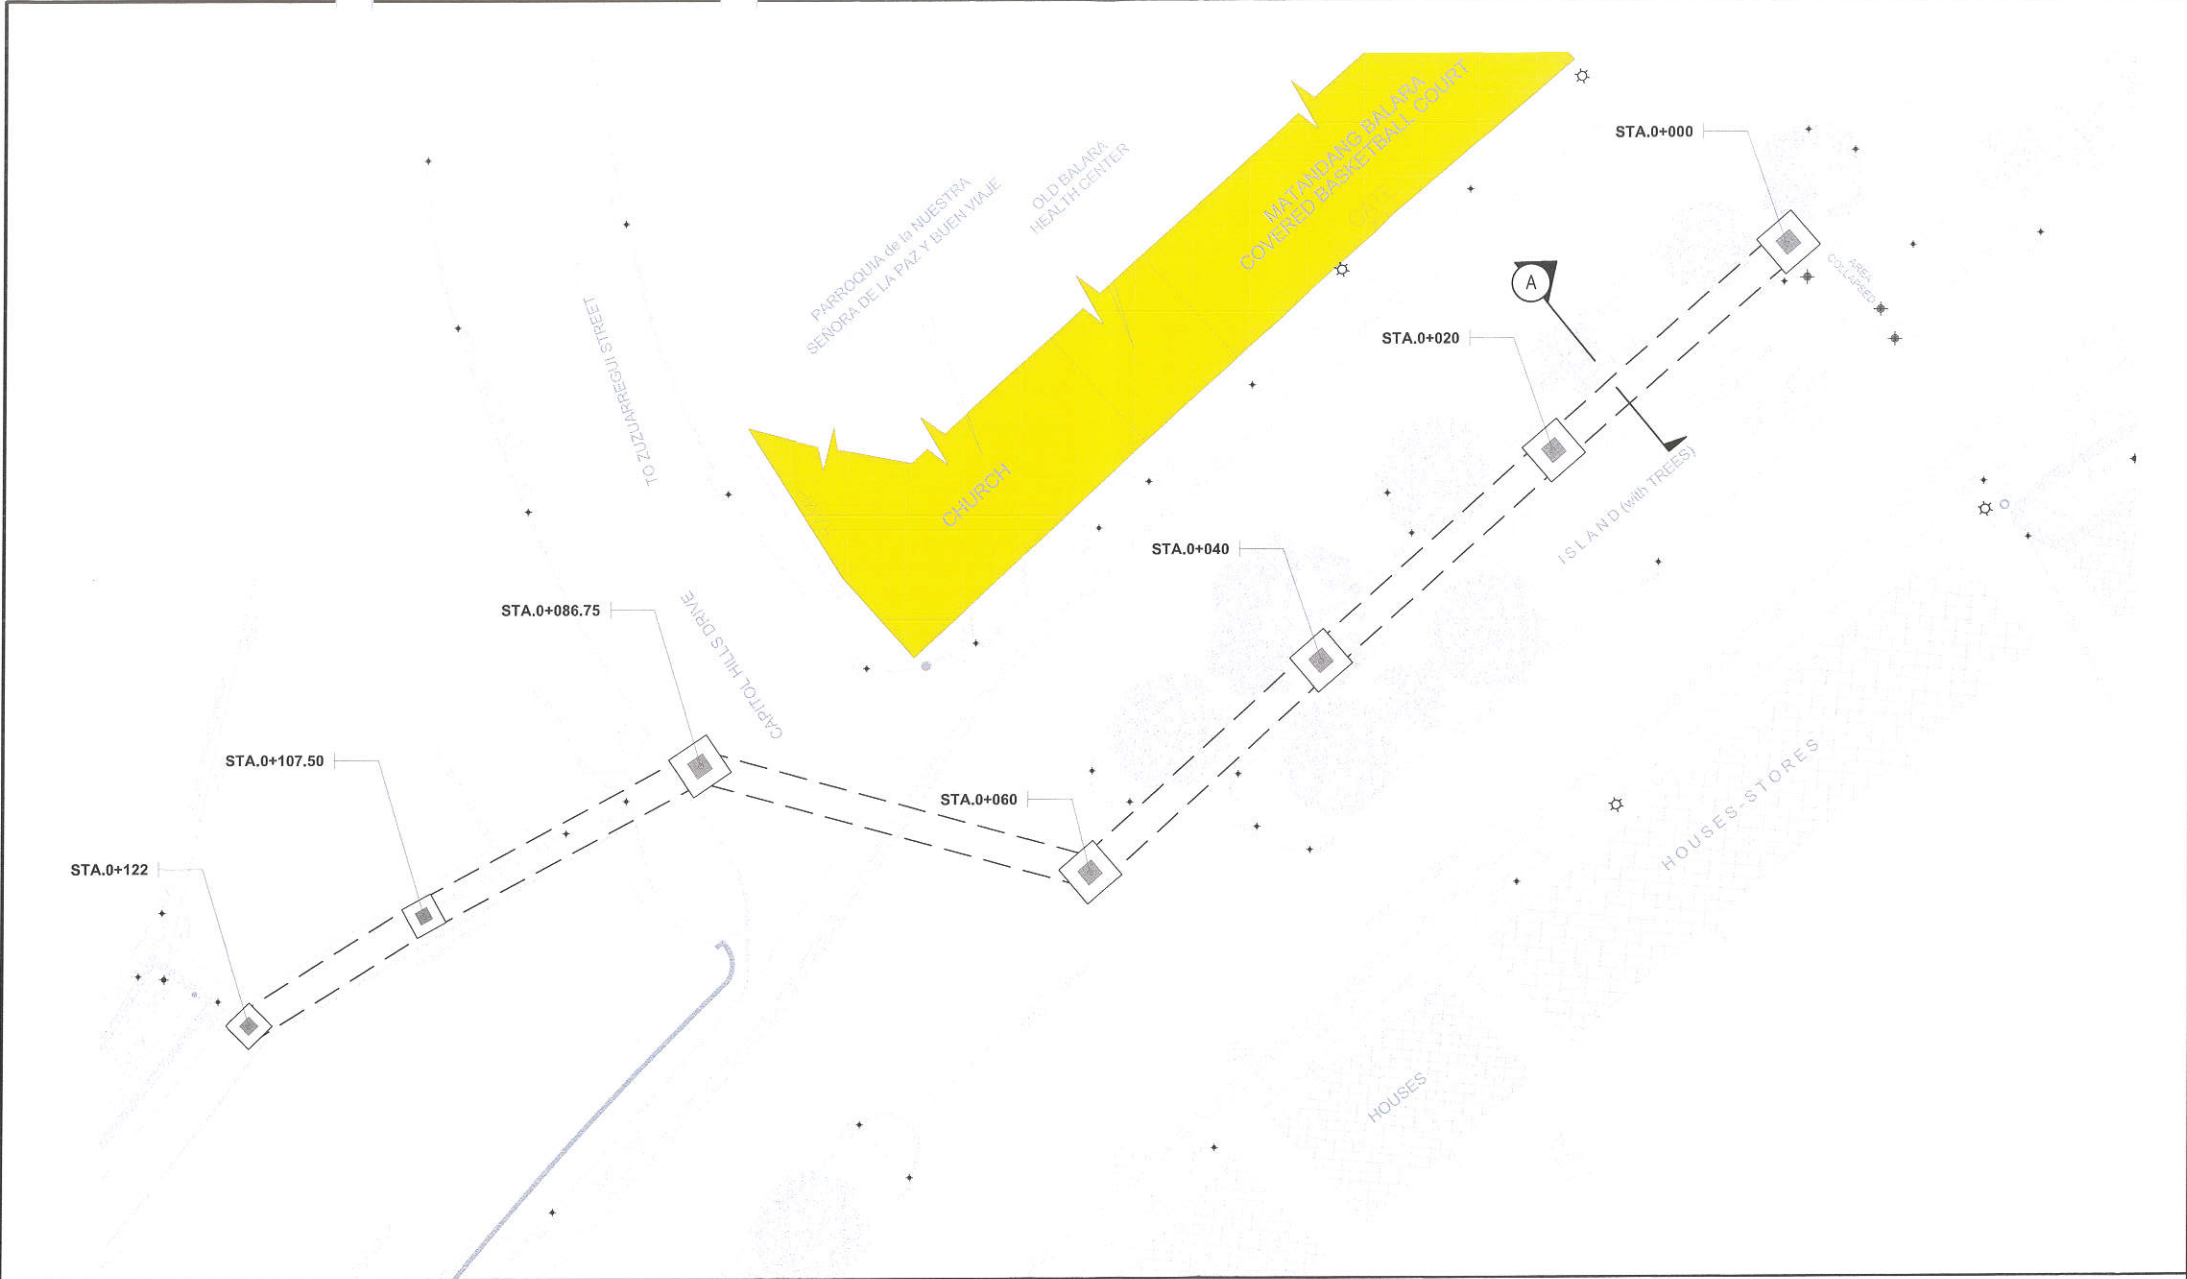 STA.0+000
MATANDANG BALARA
COVERED BASKETBALL COURT
OLD BALARA
HEALTH CENTER
PARROQUIA de la NUESTRA
SEÑORA DE LA PAZ Y BUEN VIAJE
AREA
COLLAPSED
A
STA.0+020
TO ZUZUARREGUI STREET
CHURCH
ISLAND (with TREES)
STA.0+040
STA.0+086.75
CAPITOL HILLS DRIVE
STA.0+107.50
STA.0+060
HOUSES-STORES
STA.0+122
HOUSES